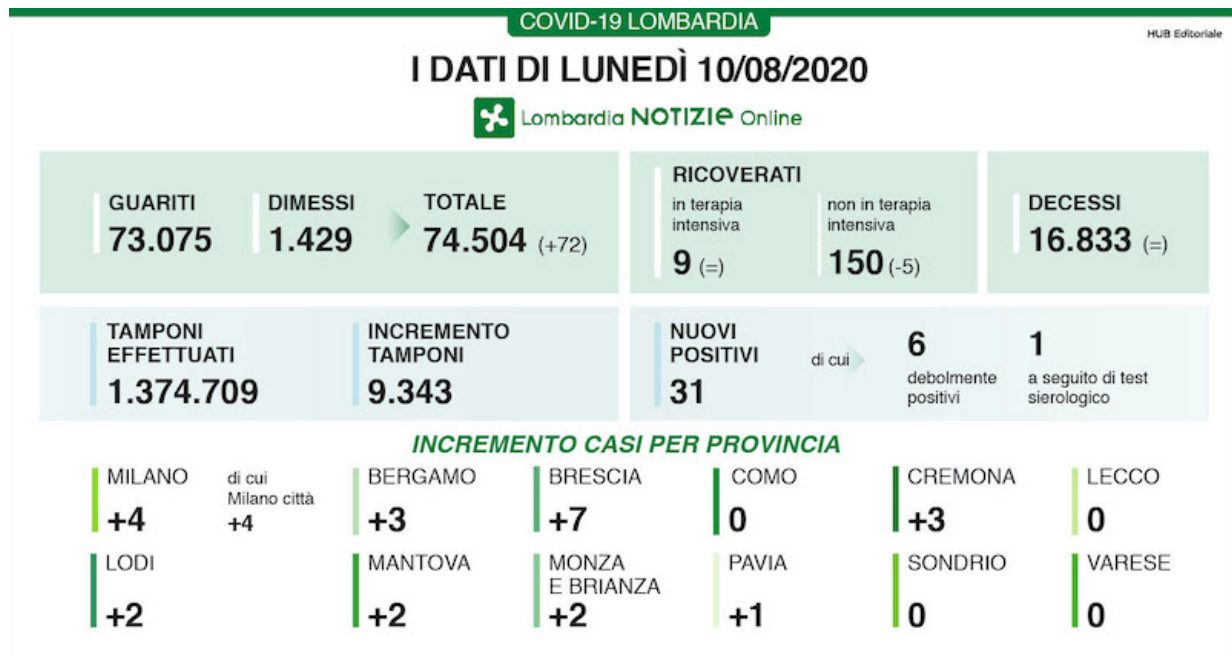 COVID-19 LOMBARDIA
HUB Editoriale
I DATI DI LUNEDÌ 10/08/2020
Lombardia NOTIZIE Online
GUARITI
73.075
DIMESSI
1.429
TOTALE
74.504 (+72)
RICOVERATI
in terapia
intensiva
9 (=)
non in terapia
intensiva
150 (-5)
DECESSI
16.833 (=)
TAMPONI
EFFETTUATI
1.374.709
INCREMENTO
TAMPONI
9.343
NUOVI
POSITIVI
31
di cui
6
debolmente
positivi
1
a seguito di test
sierologico
INCREMENTO CASI PER PROVINCIA
MILANO
+4
di cui
Milano città
+4
BERGAMO
+3
BRESCIA
+7
COMO
0
CREMONA
+3
LECCO
0
LODI
+2
MANTOVA
+2
MONZA
E BRIANZA
+2
PAVIA
+1
SONDRIO
0
VARESE
0